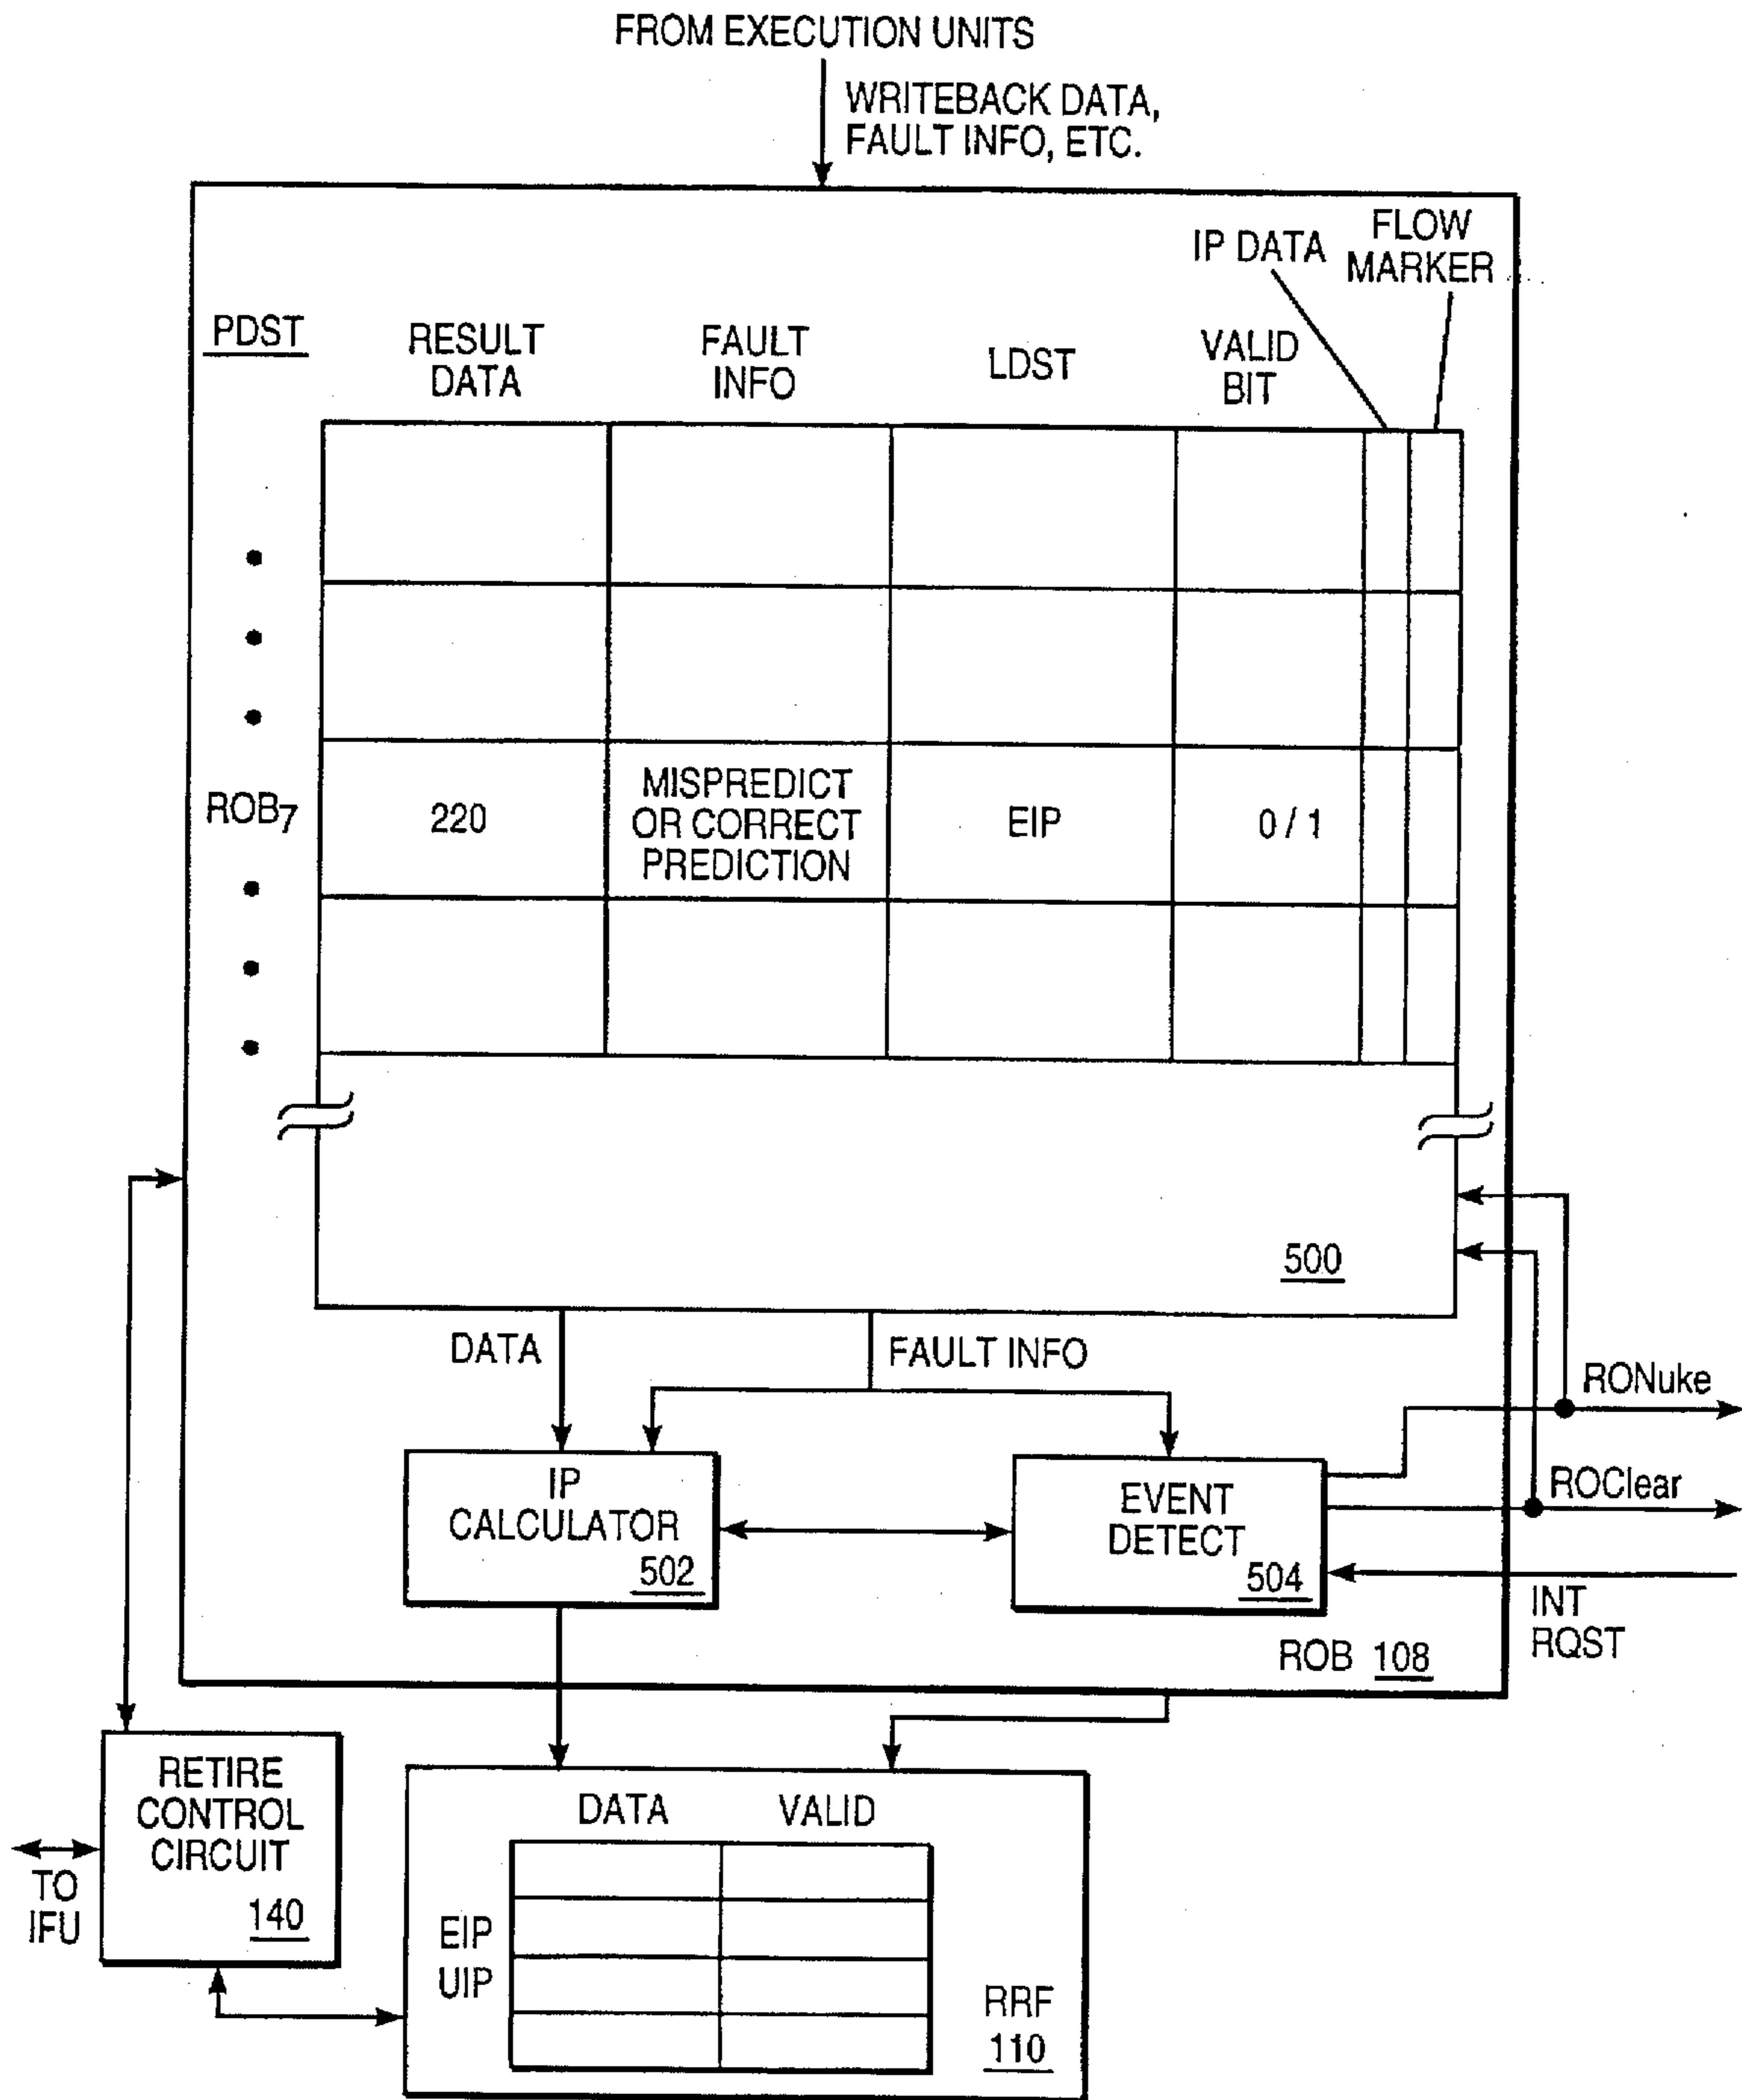 FROM EXECUTION UNITS
WRITEBACK DATA,
FAULT INFO, ETC.
IP DATA
FLOW
MARKER
PDST
RESULT
DATA
FAULT
INFO
LDST
VALID
BIT
ROB7
220
MISPREDICT
OR CORRECT
PREDICTION
EIP
0 / 1
500
DATA
FAULT INFO
RONuke
IP
CALCULATOR
502
EVENT
DETECT
504
ROClear
INT
RQST
ROB 108
RETIRE
CONTROL
CIRCUIT
140
TO
IFU
DATA
VALID
EIP
UIP
RRF
110